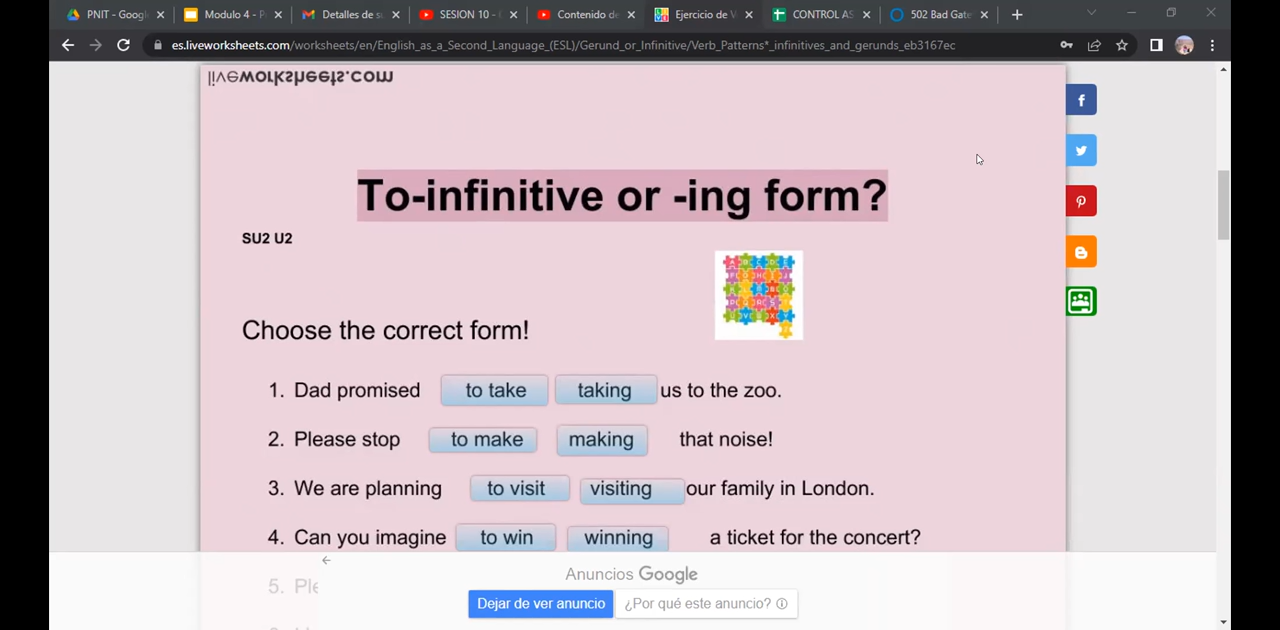 PNIT - Googl
Modulo 4 - P
Detalles de su
SESION 10 -
Contenido de
Ejercicio de V
CONTROL AS
502 Bad Gate
es.liveworksheets.com/worksheets/en/English_as_a_Second_Language_(ESL)/Gerund_or_Infinitive/Verb_Patterns*_infinitives_and_gerunds_eb3167ec
liveworksheets.com
To-infinitive or -ing form?
SU2 U2
Choose the correct form!
1. Dad promised to take taking us to the zoo.
2. Please stop to make making that noise!
3. We are planning to visit visiting our family in London.
4. Can you imagine to win winning a ticket for the concert?
Anuncios Google
5. Ple
Dejar de ver anuncio ¿Por qué este anuncio?